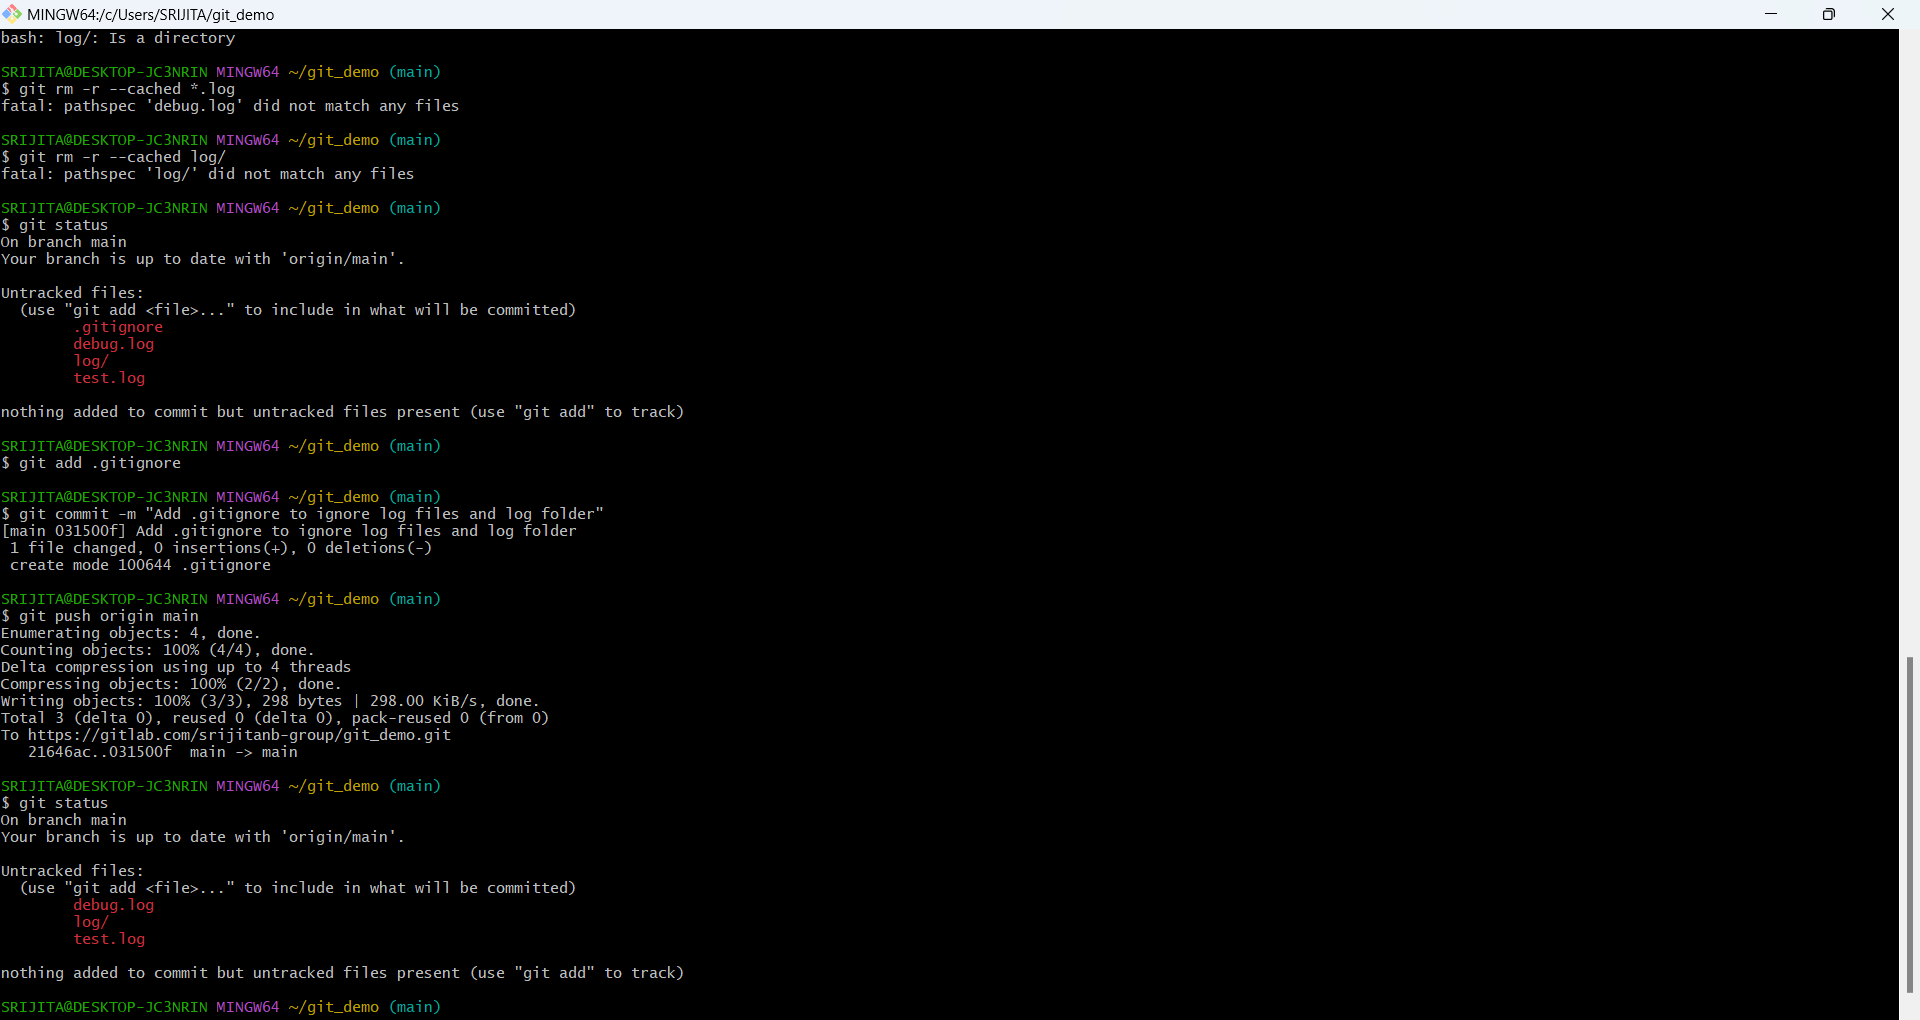 MINGW64:/c/Users/SRIJITA/git_demo
bash: log/: Is a directory
SRIJITA@DESKTOP-JC3NRIN MINGW64 ~/git_demo (main)
$ git rm -r --cached *.log
fatal: pathspec 'debug.log' did not match any files
SRIJITA@DESKTOP-JC3NRIN MINGW64 ~/git_demo (main)
$ git rm -r --cached log/
fatal: pathspec 'log/' did not match any files
SRIJITA@DESKTOP-JC3NRIN MINGW64 ~/git_demo (main)
$ git status
On branch main
Your branch is up to date with 'origin/main'.
Untracked files:
  (use "git add <file>..." to include in what will be committed)
        .gitignore
        debug.log
        log/
        test.log
nothing added to commit but untracked files present (use "git add" to track)
SRIJITA@DESKTOP-JC3NRIN MINGW64 ~/git_demo (main)
$ git add .gitignore
SRIJITA@DESKTOP-JC3NRIN MINGW64 ~/git_demo (main)
$ git commit -m "Add .gitignore to ignore log files and log folder"
[main 031500f] Add .gitignore to ignore log files and log folder
 1 file changed, 0 insertions(+), 0 deletions(-)
 create mode 100644 .gitignore
SRIJITA@DESKTOP-JC3NRIN MINGW64 ~/git_demo (main)
$ git push origin main
Enumerating objects: 4, done.
Counting objects: 100% (4/4), done.
Delta compression using up to 4 threads
Compressing objects: 100% (2/2), done.
Writing objects: 100% (3/3), 298 bytes | 298.00 KiB/s, done.
Total 3 (delta 0), reused 0 (delta 0), pack-reused 0 (from 0)
To https://gitlab.com/srijitanb-group/git_demo.git
   21646ac..031500f  main -> main
SRIJITA@DESKTOP-JC3NRIN MINGW64 ~/git_demo (main)
$ git status
On branch main
Your branch is up to date with 'origin/main'.
Untracked files:
  (use "git add <file>..." to include in what will be committed)
        debug.log
        log/
        test.log
nothing added to commit but untracked files present (use "git add" to track)
SRIJITA@DESKTOP-JC3NRIN MINGW64 ~/git_demo (main)